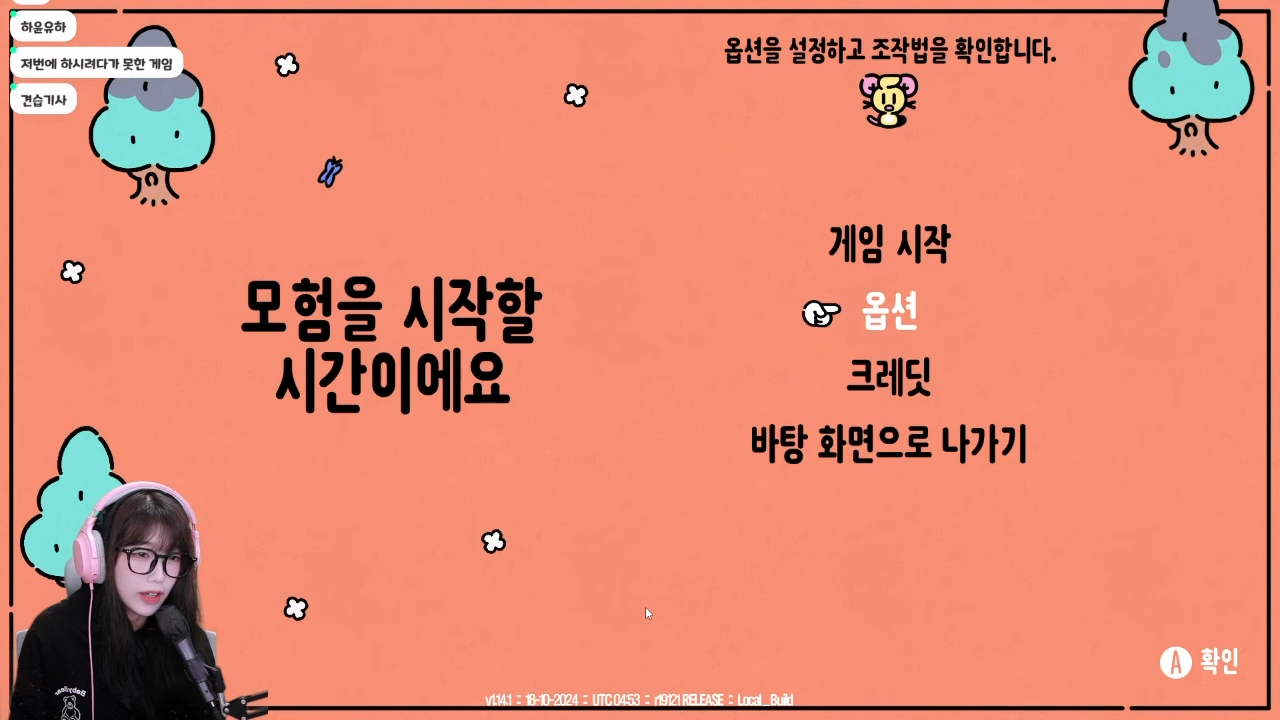 하윤유하
저번에 하시려다가 못한 게임
견습기사
옵션을 설정하고 조작법을 확인합니다.
모험을 시작할
시간이에요
게임 시작
옵션
크레딧
바탕 화면으로 나가기
A 확인
v1.14.1 :: 18-10-2024 :: UTC 04:53 :: r19121 RELEASE :: Local_Build